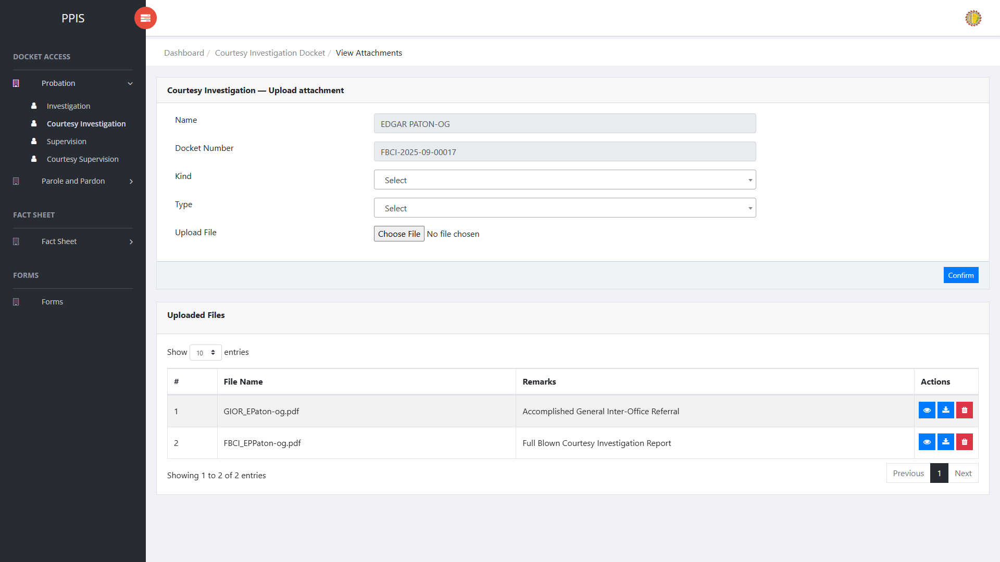 PPIS
DOCKET ACCESS
Probation
Investigation
Courtesy Investigation
Supervision
Courtesy Supervision
Parole and Pardon
FACT SHEET
Fact Sheet
FORMS
Forms
Dashboard / Courtesy Investigation Docket / View Attachments
Courtesy Investigation — Upload attachment
Name EDGAR PATON-OG
Docket Number FBCI-2025-09-00017
Kind Select
Type Select
Upload File Choose File No file chosen
Confirm
Uploaded Files
Show 10 entries
# File Name Remarks Actions
1 GIOR_EPaton-og.pdf Accomplished General Inter-Office Referral
2 FBCI_EPPaton-og.pdf Full Blown Courtesy Investigation Report
Showing 1 to 2 of 2 entries
Previous 1 Next